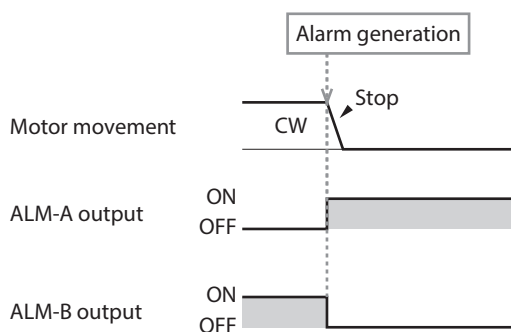 Alarm generation
Stop
Motor movement
CW
ON
ALM-A output
OFF
ON
ALM-B output
OFF